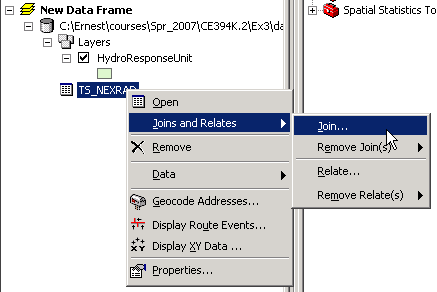 New Data Frame
C:\Ernest\courses\Spr_2007\CE394K.2\Ex3\da
Layers
HydroResponseUnit
TS_NEXRAD
Open
Joins and Relates
Remove
Data
Geocode Addresses...
Display Route Events...
Display XY Data ...
Properties...
Join...
Remove Join(s)
Relate...
Remove Relate(s)
Spatial Statistics To